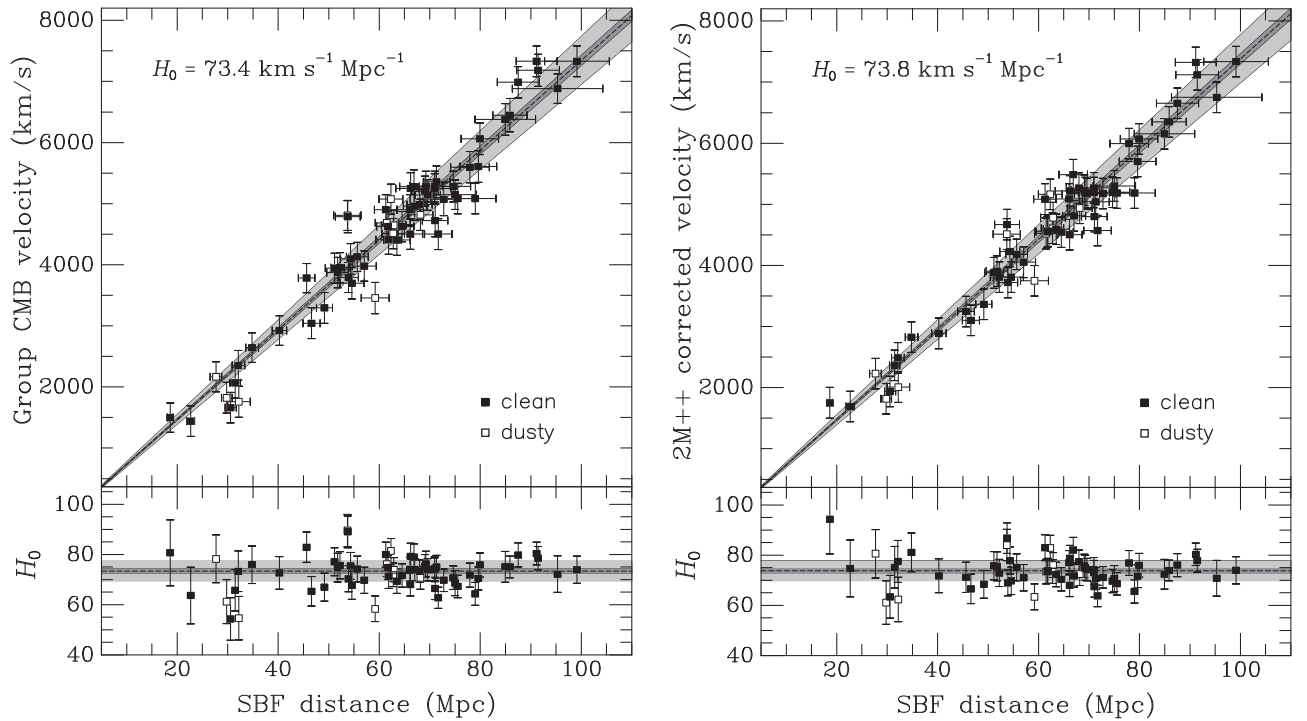 8000
6000
4000
2000
Group CMB velocity (km/s)
H₀ = 73.4 km s⁻¹ Mpc⁻¹
clean
dusty
100
80
60
40
H₀
20 40 60 80 100
SBF distance (Mpc)
8000
6000
4000
2000
2M++ corrected velocity (km/s)
H₀ = 73.8 km s⁻¹ Mpc⁻¹
clean
dusty
100
80
60
40
H₀
20 40 60 80 100
SBF distance (Mpc)